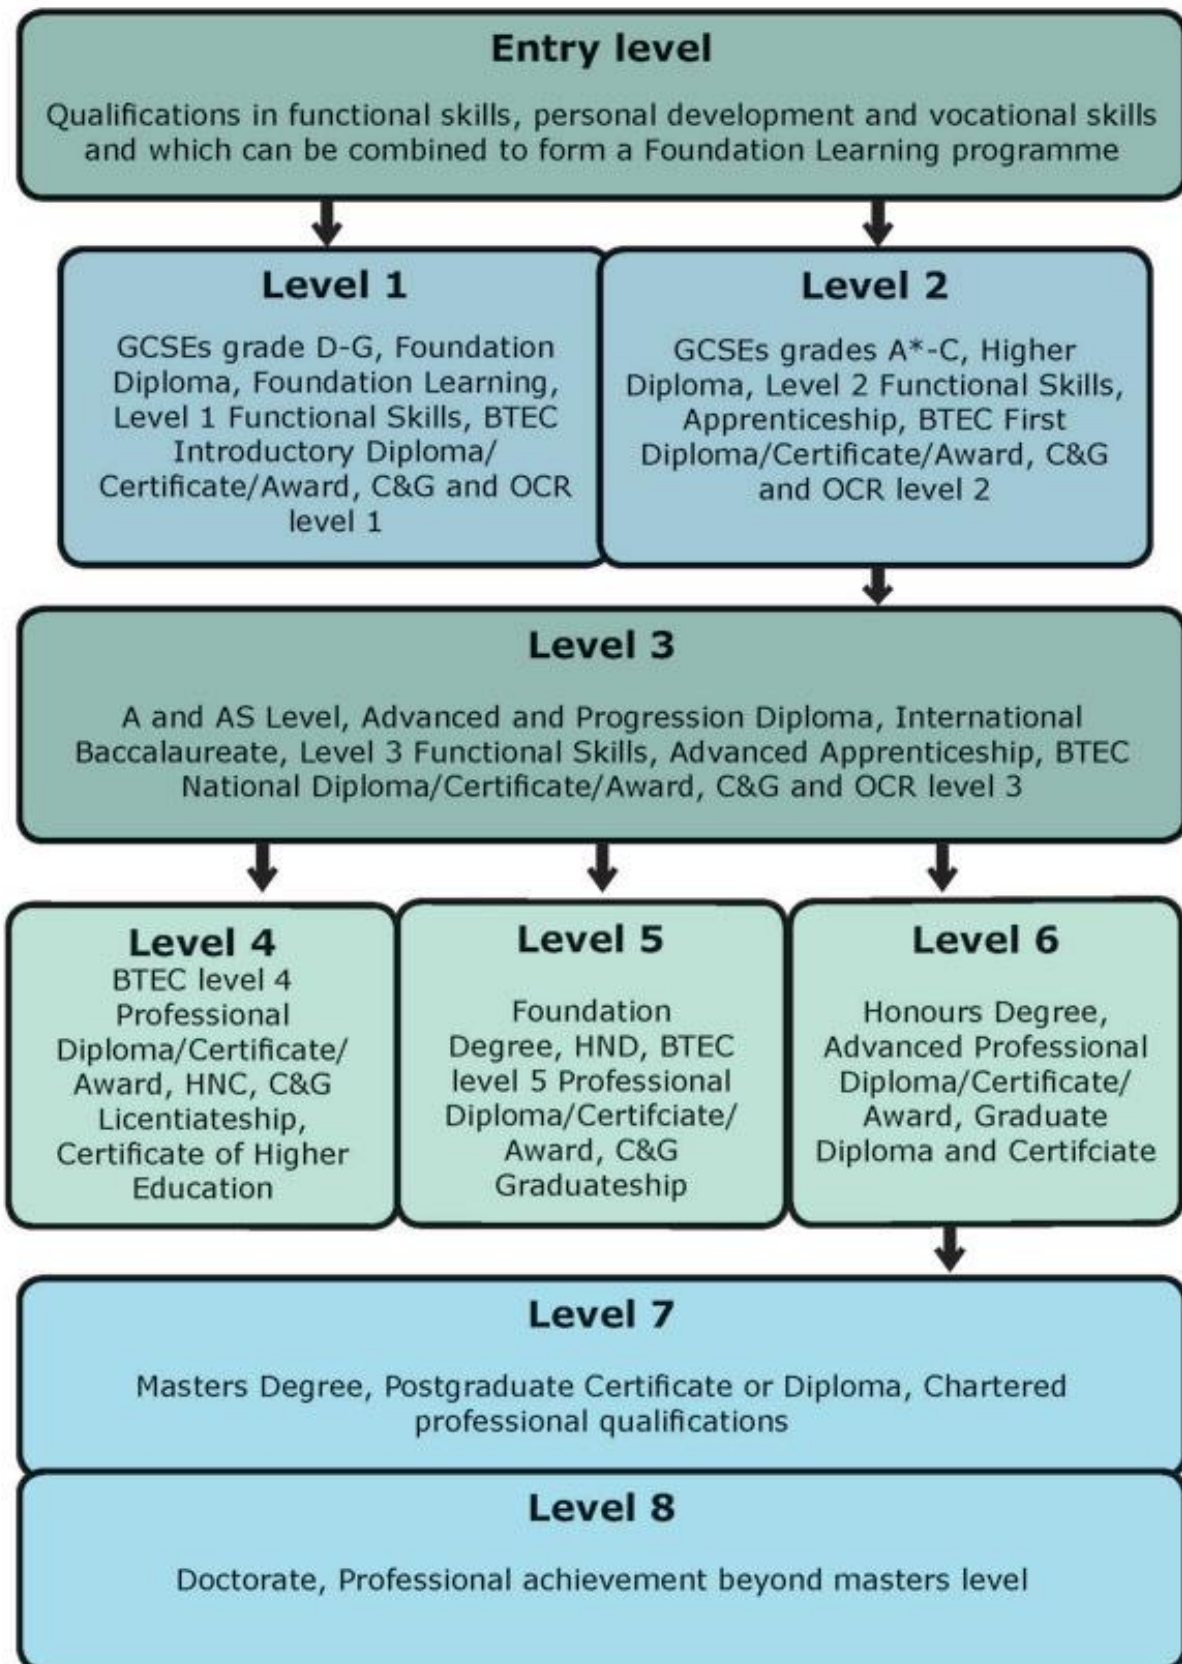 Entry level
Qualifications in functional skills, personal development and vocational skills
and which can be combined to form a Foundation Learning programme
Level 1
GCSEs grade D-G, Foundation
Diploma, Foundation Learning,
Level 1 Functional Skills, BTEC
Introductory Diploma/
Certificate/Award, C&G and OCR
level 1
Level 2
GCSEs grades A*-C, Higher
Diploma, Level 2 Functional Skills,
Apprenticeship, BTEC First
Diploma/Certificate/Award, C&G
and OCR level 2
Level 3
A and AS Level, Advanced and Progression Diploma, International
Baccalaureate, Level 3 Functional Skills, Advanced Apprenticeship, BTEC
National Diploma/Certificate/Award, C&G and OCR level 3
Level 4
BTEC level 4
Professional
Diploma/Certificate/
Award, HNC, C&G
Licentiateship,
Certificate of Higher
Education
Level 5
Foundation
Degree, HND, BTEC
level 5 Professional
Diploma/Certifciate/
Award, C&G
Graduateship
Level 6
Honours Degree,
Advanced Professional
Diploma/Certificate/
Award, Graduate
Diploma and Certifciate
Level 7
Masters Degree, Postgraduate Certificate or Diploma, Chartered
professional qualifications
Level 8
Doctorate, Professional achievement beyond masters level